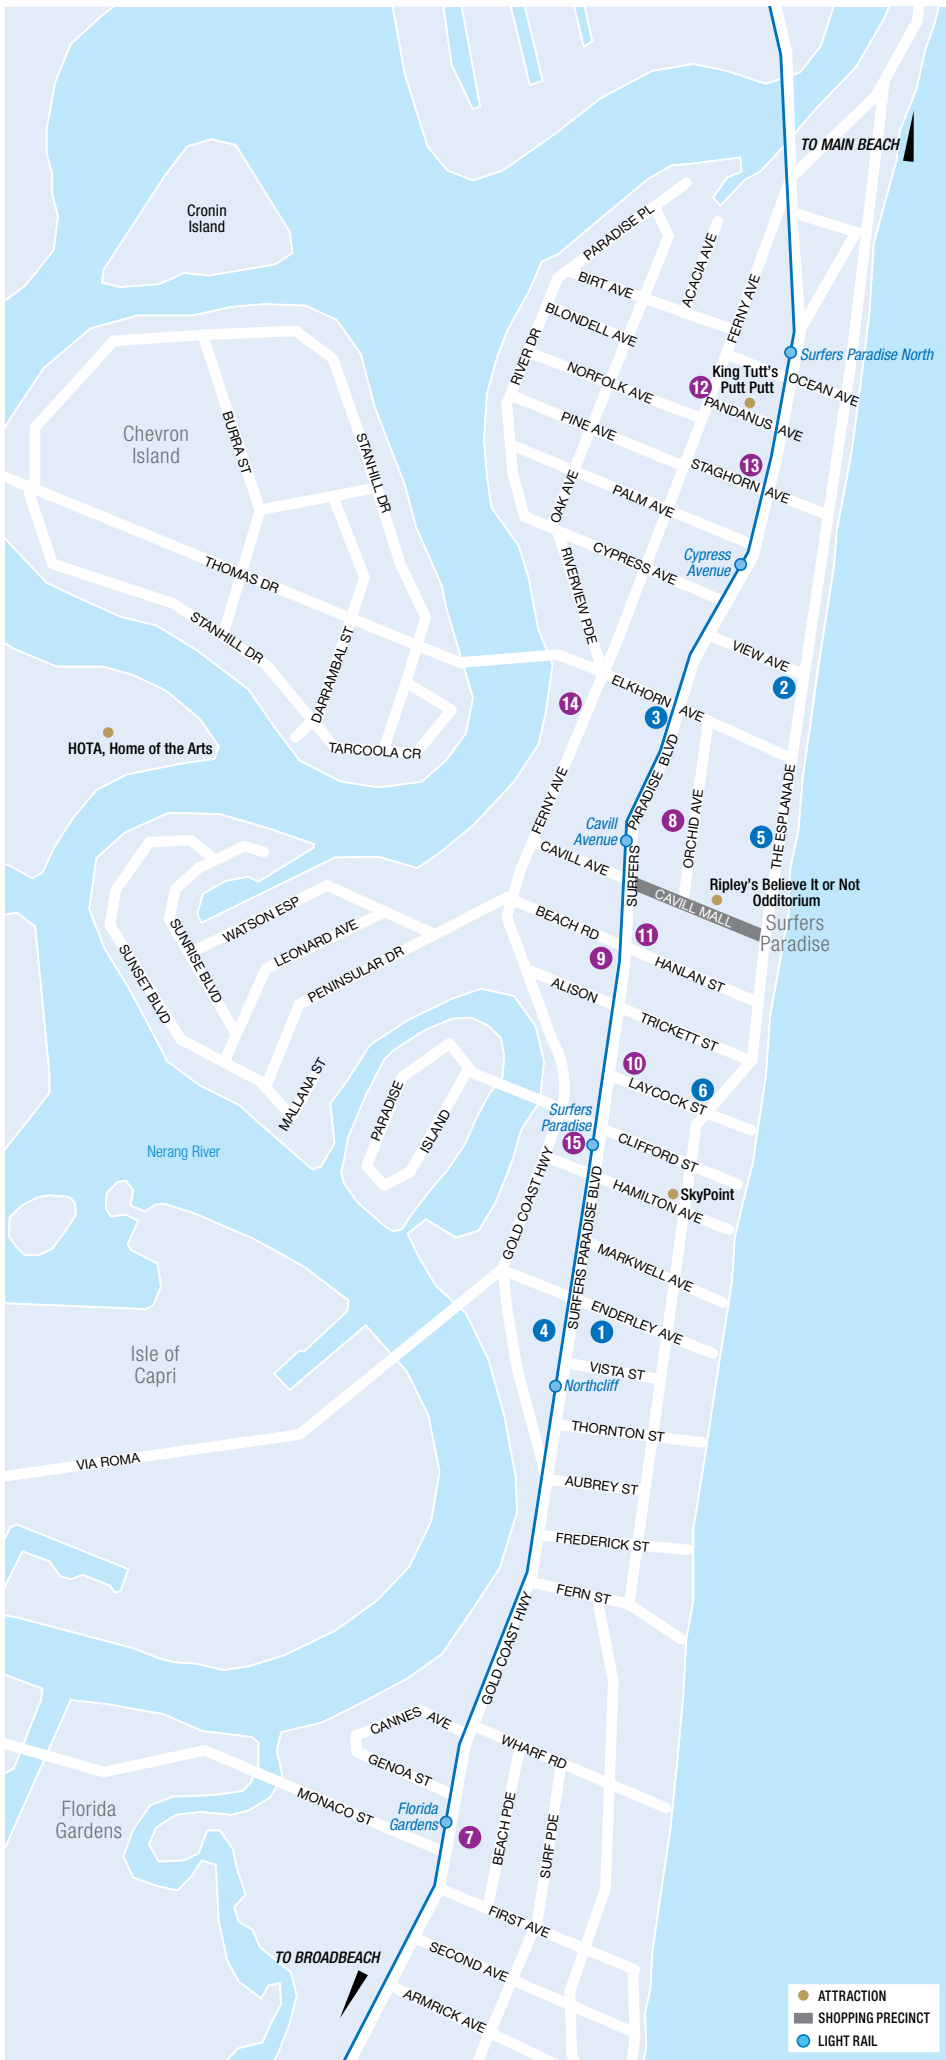 TO MAIN BEACH
Cronin
Island
PARADISE PL
BIRT AVE
ACACIA AVE
FERNY AVE
BLONDELL AVE
RIVER DR
Surfers Paradise North
NORFOLK AVE
12
King Tutt's
Putt Putt
OCEAN AVE
PANDANUS AVE
Chevron
Island
BURRA ST
STANHILL DR
PINE AVE
13
STAGHORN AVE
OAK AVE
PALM AVE
Cypress
Avenue
CYPRESS AVE
THOMAS DR
RIVERVIEW PDE
STANHILL DR
DARRAMBAL ST
VIEW AVE
2
ELKHORN AVE
14
3
HOTA, Home of the Arts
TARCOOLA CR
SURFERS PARADISE BLVD
FERNY AVE
8
ORCHID AVE
5
THE ESPLANADE
Cavill
Avenue
CAVILL AVE
Ripley's Believe It or Not
Odditorium
CAVILL MALL
Surfers
Paradise
WATSON ESP
SUNRISE BLVD
LEONARD AVE
SUNSET BLVD
PENINSULAR DR
BEACH RD
11
9
HANLAN ST
ALISON
TRICKETT ST
10
LAYCOCK ST
6
MALLANA ST
PARADISE
ISLAND
Surfers
Paradise
15
Nerang River
CLIFFORD ST
GOLD COAST HWY
SkyPoint
HAMILTON AVE
SURFERS PARADISE BLVD
MARKWELL AVE
ENDERLEY AVE
4
1
Isle of
Capri
VISTA ST
Northcliff
THORNTON ST
VIA ROMA
AUBREY ST
FREDERICK ST
FERN ST
GOLD COAST HWY
CANNES AVE
WHARF RD
GENOA ST
MONACO ST
Florida
Gardens
Florida
Gardens
7
BEACH PDE
SURF PDE
FIRST AVE
TO BROADBEACH
SECOND AVE
ARMRICK AVE
ATTRACTION
SHOPPING PRECINCT
LIGHT RAIL